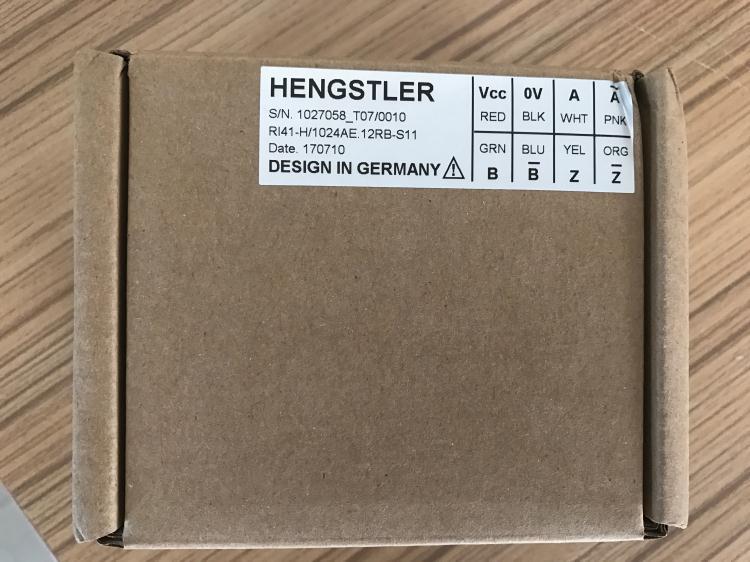 HENGSTLER
S/N. 1027058_T07/0010
RI41-H/1024AE.12RB-S11
Date. 170710
DESIGN IN GERMANY
Vcc 0V A Ã
RED BLK WHT PNK
GRN BLU YEL ORG
B B̅ Z Z̅